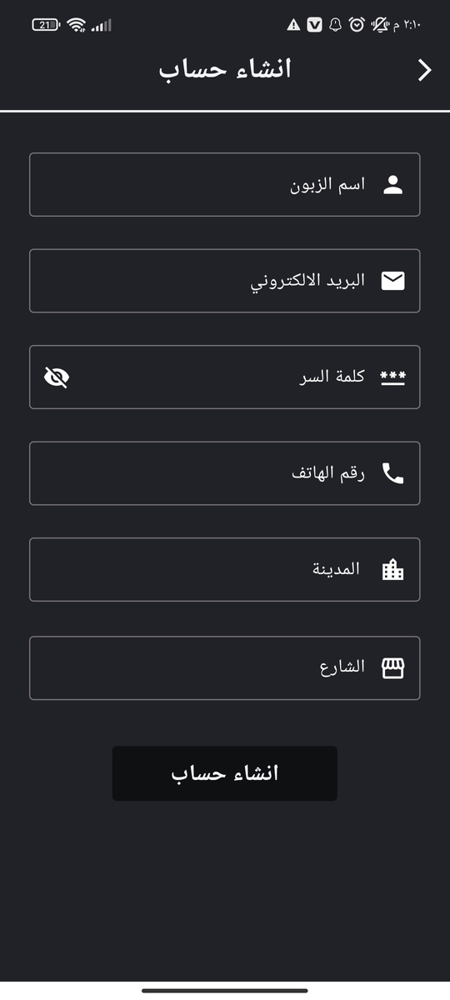 ٢:١٠ م
21
انشاء حساب
اسم الزبون
البريد الالكتروني
كلمة السر
رقم الهاتف
المدينة
الشارع
انشاء حساب